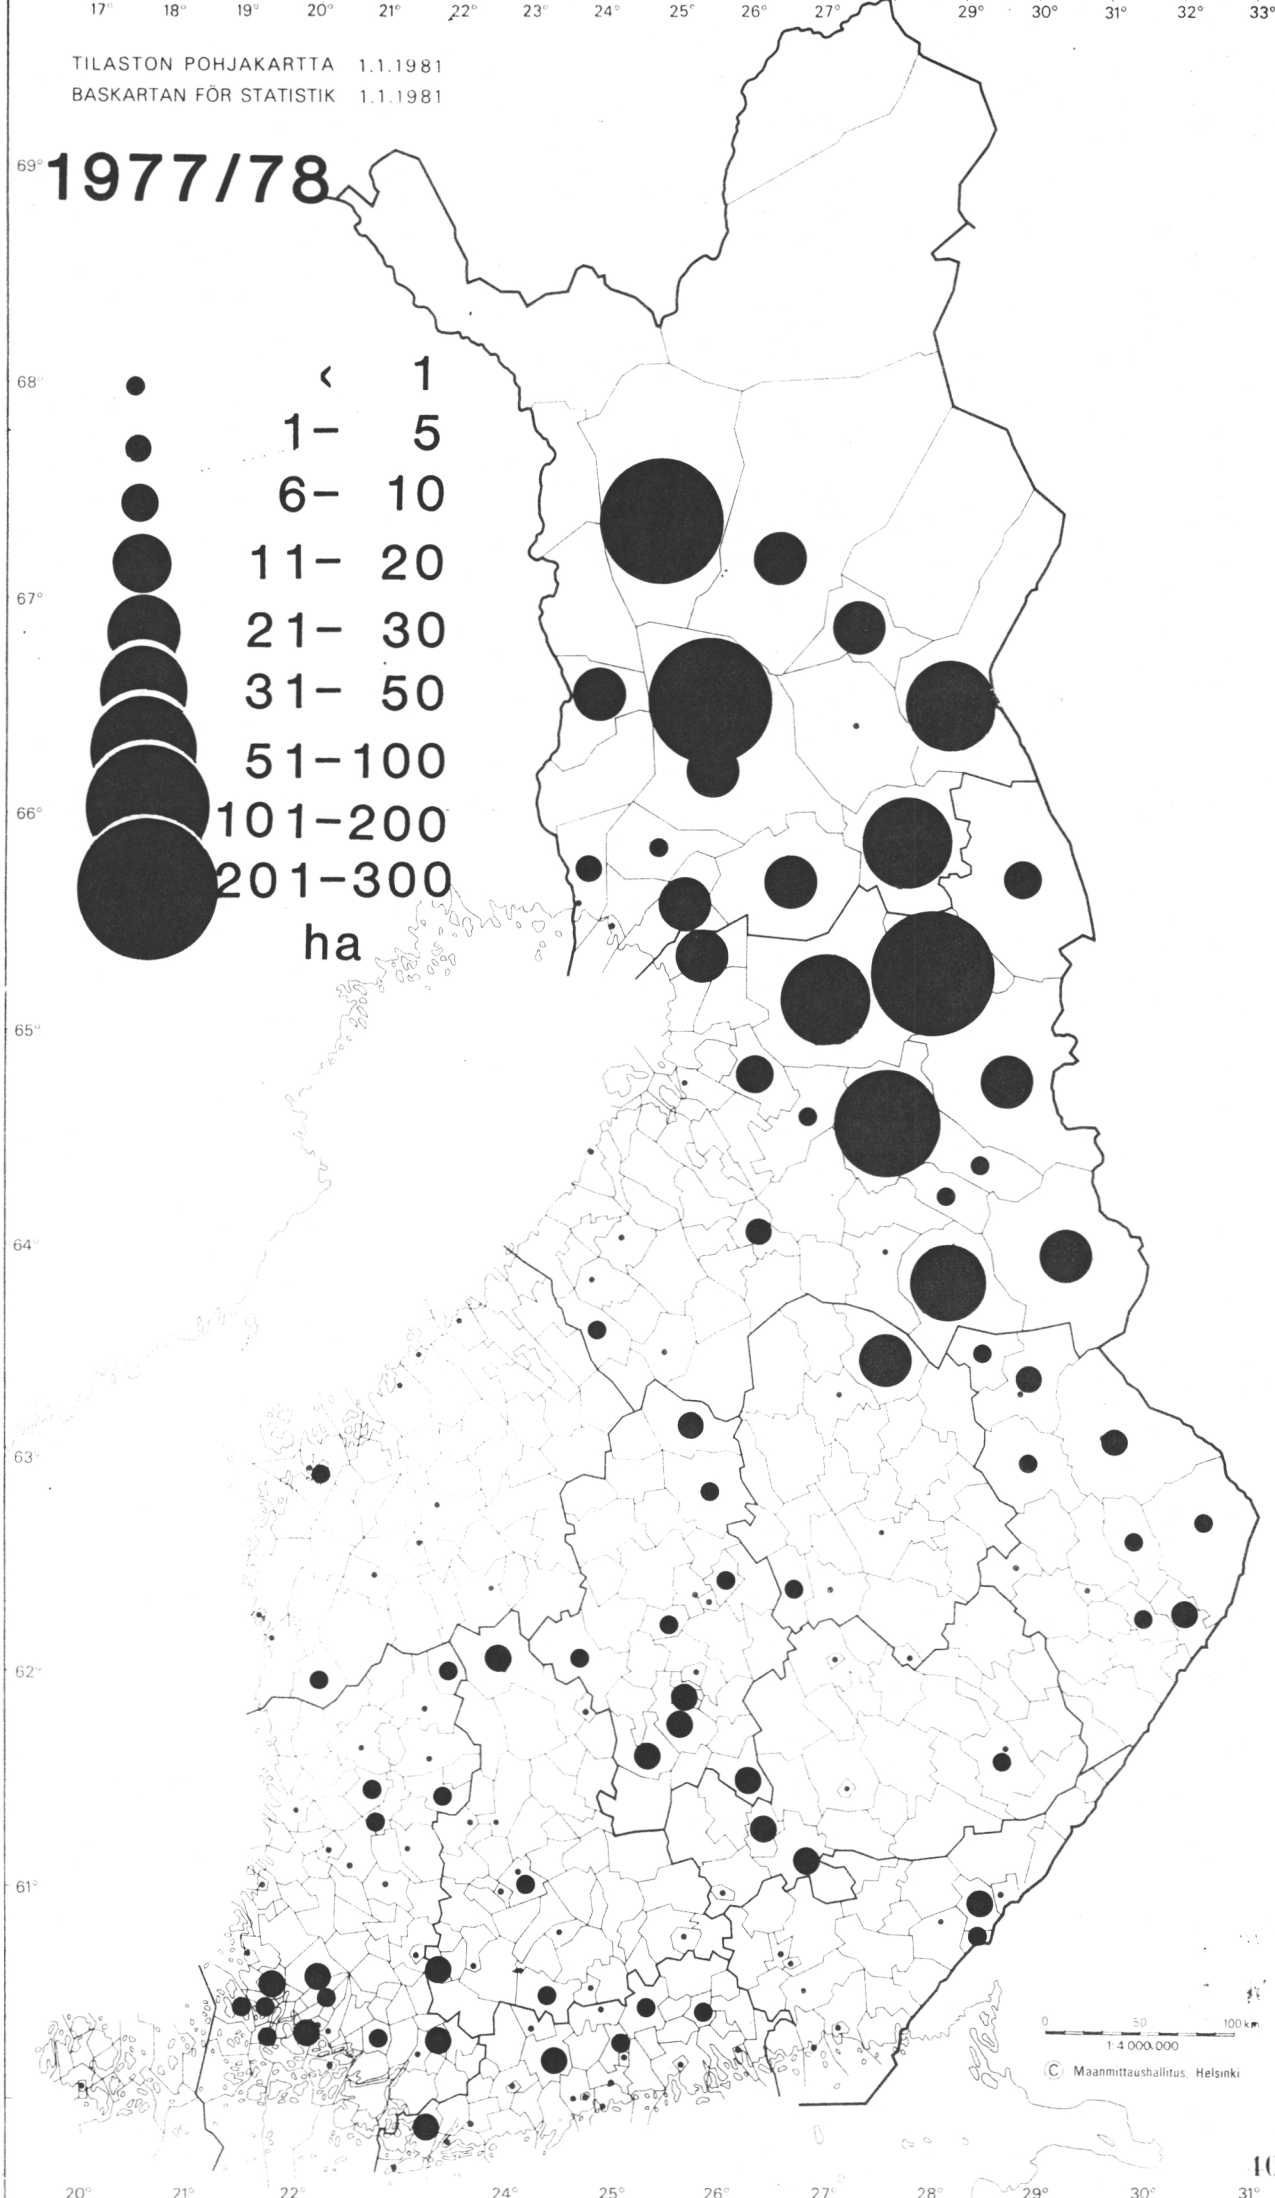 17° 18° 19° 20° 21° 22° 23° 24° 25° 26° 27° 29° 30° 31° 32° 33°
TILASTON POHJAKARTTA 1.1.1981
BASKARTAN FÖR STATISTIK 1.1.1981
69°
1977/78
68°
‹ 1
1– 5
6– 10
11– 20
67°
21– 30
31– 50
51–100
66°
101–200
201–300
ha
65°
64°
63°
62°
61°
0 50 100 km
1:4 000 000
© Maanmittaushallitus, Helsinki
20° 21° 22° 24° 25° 26° 27° 28° 29° 30° 31°